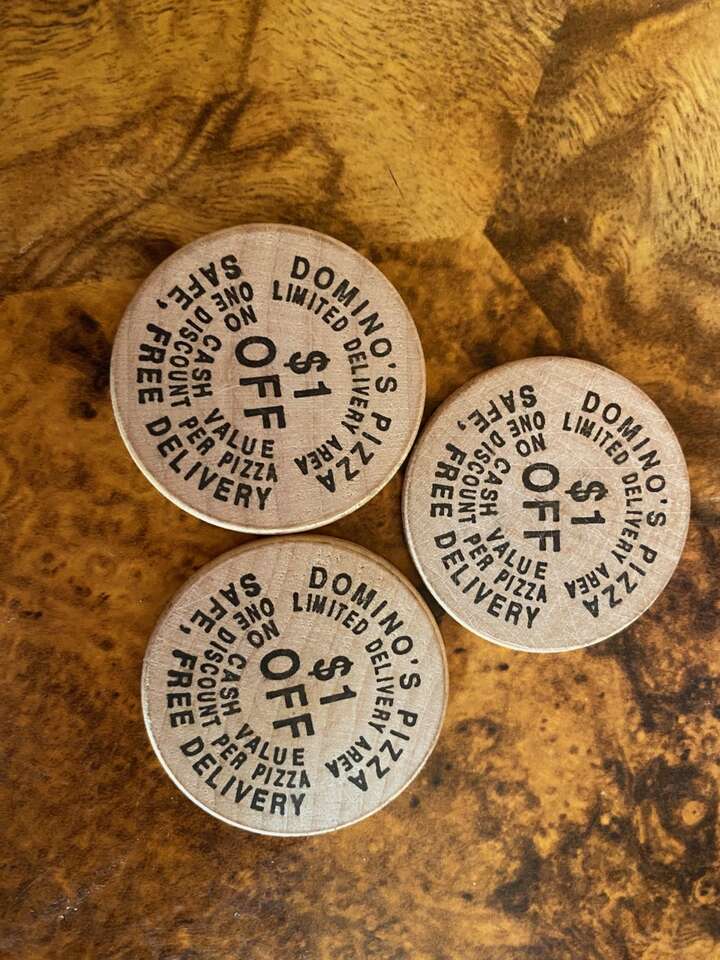 DOMINO'S PIZZA
LIMITED DELIVERY AREA
$1
OFF
NO CASH VALUE
ONE DISCOUNT PER PIZZA
SAFE, FREE DELIVERY
DOMINO'S PIZZA
LIMITED DELIVERY AREA
$1
OFF
NO CASH VALUE
ONE DISCOUNT PER PIZZA
SAFE, FREE DELIVERY
DOMINO'S PIZZA
LIMITED DELIVERY AREA
$1
OFF
NO CASH VALUE
ONE DISCOUNT PER PIZZA
SAFE, FREE DELIVERY